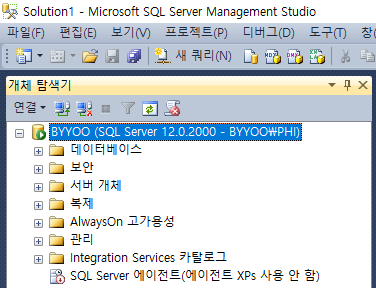 Solution1 - Microsoft SQL Server Management Studio
파일(F) 편집(E) 보기(V) 프로젝트(P) 디버그(D) 도구(T)
새 쿼리(N)
개체 탐색기
연결
BYYOO (SQL Server 12.0.2000 - BYYOO₩PHI)
데이터베이스
보안
서버 개체
복제
AlwaysOn 고가용성
관리
Integration Services 카탈로그
SQL Server 에이전트(에이전트 XPs 사용 안 함)